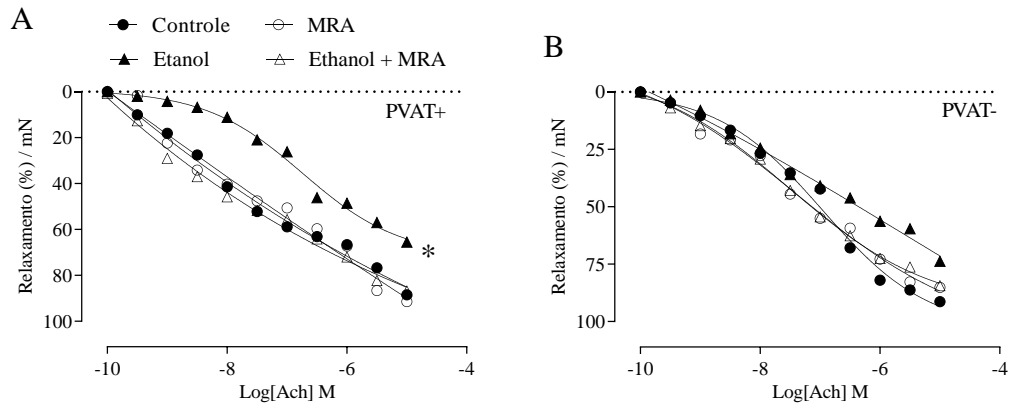 A
Controle
MRA
Etanol
Ethanol + MRA
PVAT+
Relaxamento (%) / mN
0
20
40
60
80
100
*
-10
-8
-6
-4
Log[Ach] M
B
PVAT-
Relaxamento (%) / mN
0
25
50
75
100
-10
-8
-6
-4
Log[Ach] M